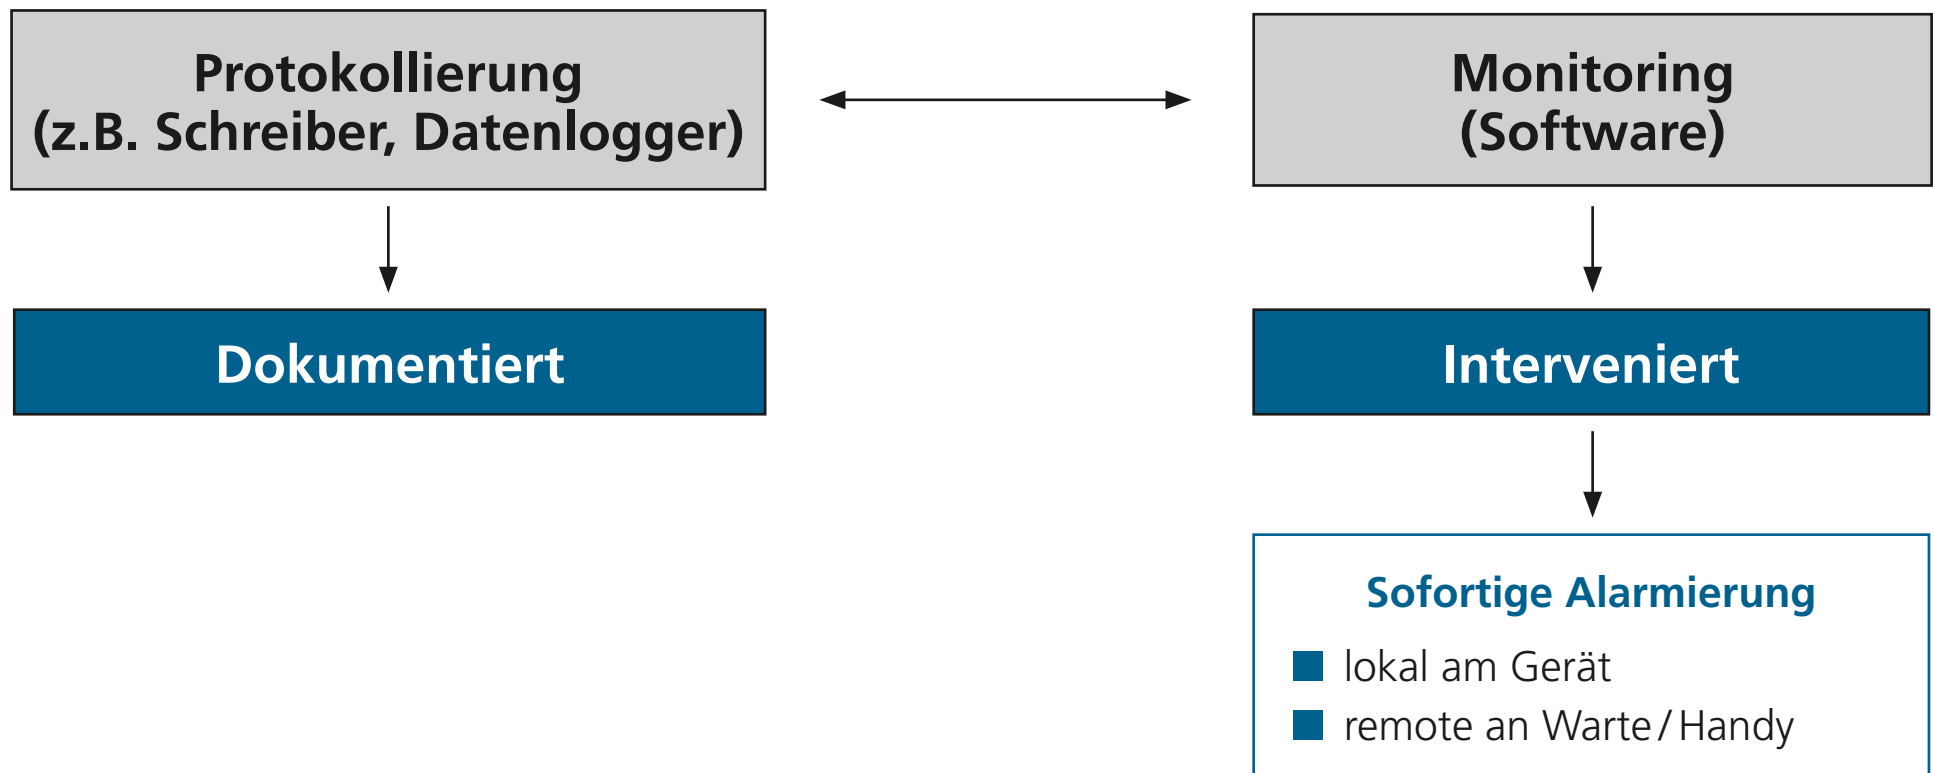 Protokollierung
(z.B. Schreiber, Datenlogger)
Monitoring
(Software)
Dokumentiert
Interveniert
Sofortige Alarmierung
lokal am Gerät
remote an Warte / Handy